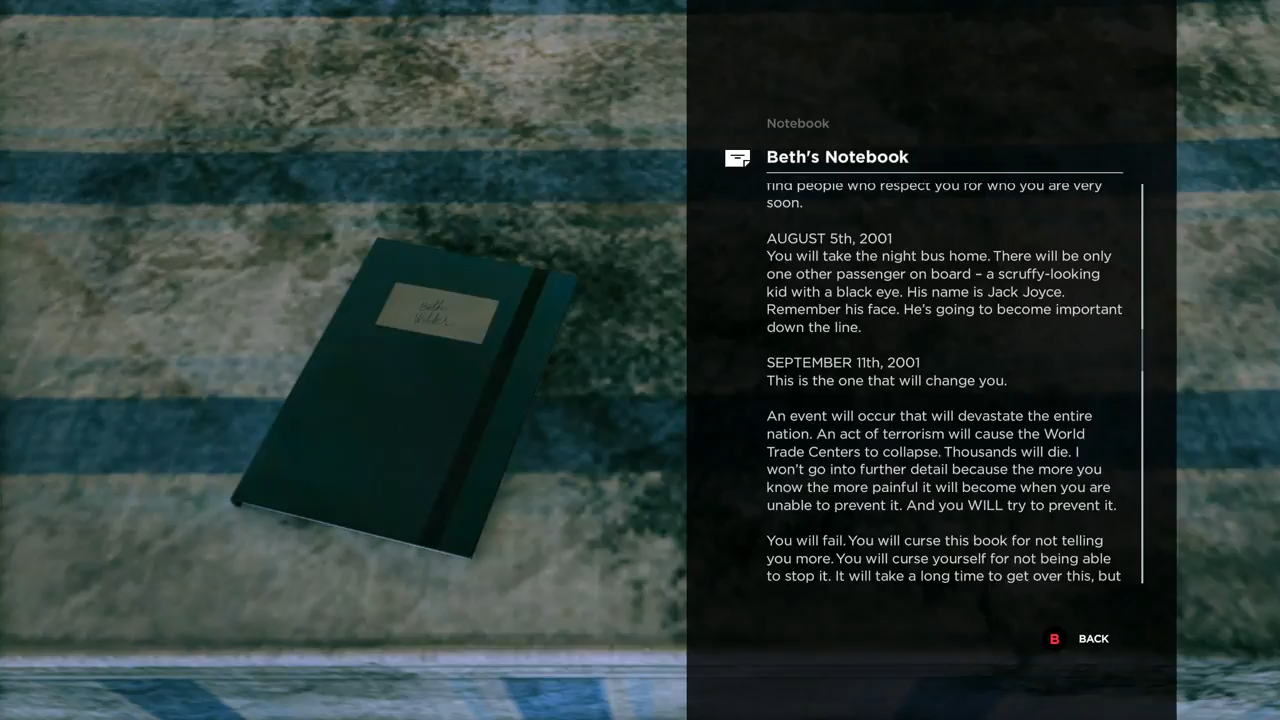 Notebook
Beth's Notebook
find people who respect you for who you are very
soon.
AUGUST 5th, 2001
You will take the night bus home. There will be only
one other passenger on board – a scruffy-looking
kid with a black eye. His name is Jack Joyce.
Remember his face. He's going to become important
down the line.
SEPTEMBER 11th, 2001
This is the one that will change you.
An event will occur that will devastate the entire
nation. An act of terrorism will cause the World
Trade Centers to collapse. Thousands will die. I
won't go into further detail because the more you
know the more painful it will become when you are
unable to prevent it. And you WILL try to prevent it.
You will fail. You will curse this book for not telling
you more. You will curse yourself for not being able
to stop it. It will take a long time to get over this, but
Beth
Wilder
B BACK